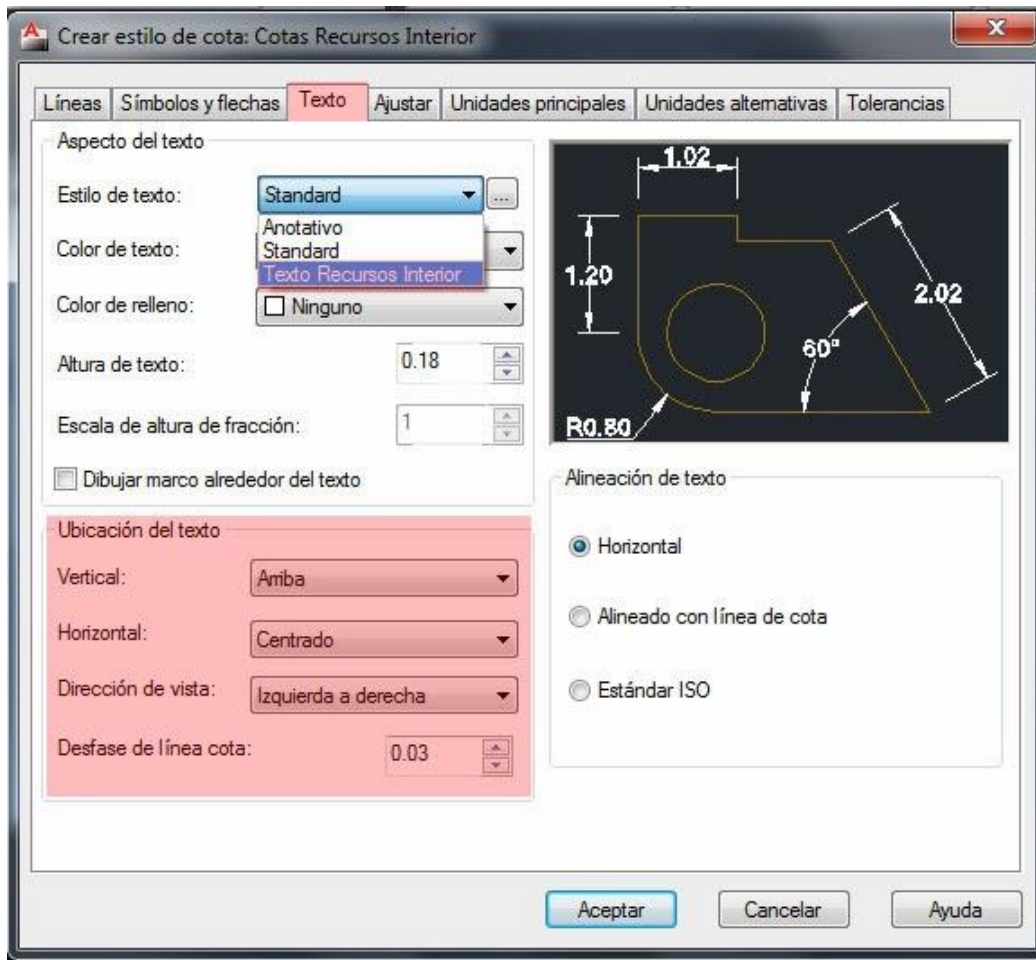 Crear estilo de cota: Cotas Recursos Interior
Líneas
Símbolos y flechas
Texto
Ajustar
Unidades principales
Unidades alternativas
Tolerancias
Aspecto del texto
Estilo de texto:
Standard
...
Anotativo
Standard
Texto Recursos Interior
Color de texto:
Color de relleno:
Ninguno
Altura de texto:
0.18
Escala de altura de fracción:
1
Dibujar marco alrededor del texto
Ubicación del texto
Vertical:
Arriba
Horizontal:
Centrado
Dirección de vista:
Izquierda a derecha
Desfase de línea cota:
0.03
1.02
1.20
2.02
60°
R0.80
Alineación de texto
Horizontal
Alineado con línea de cota
Estándar ISO
Aceptar
Cancelar
Ayuda